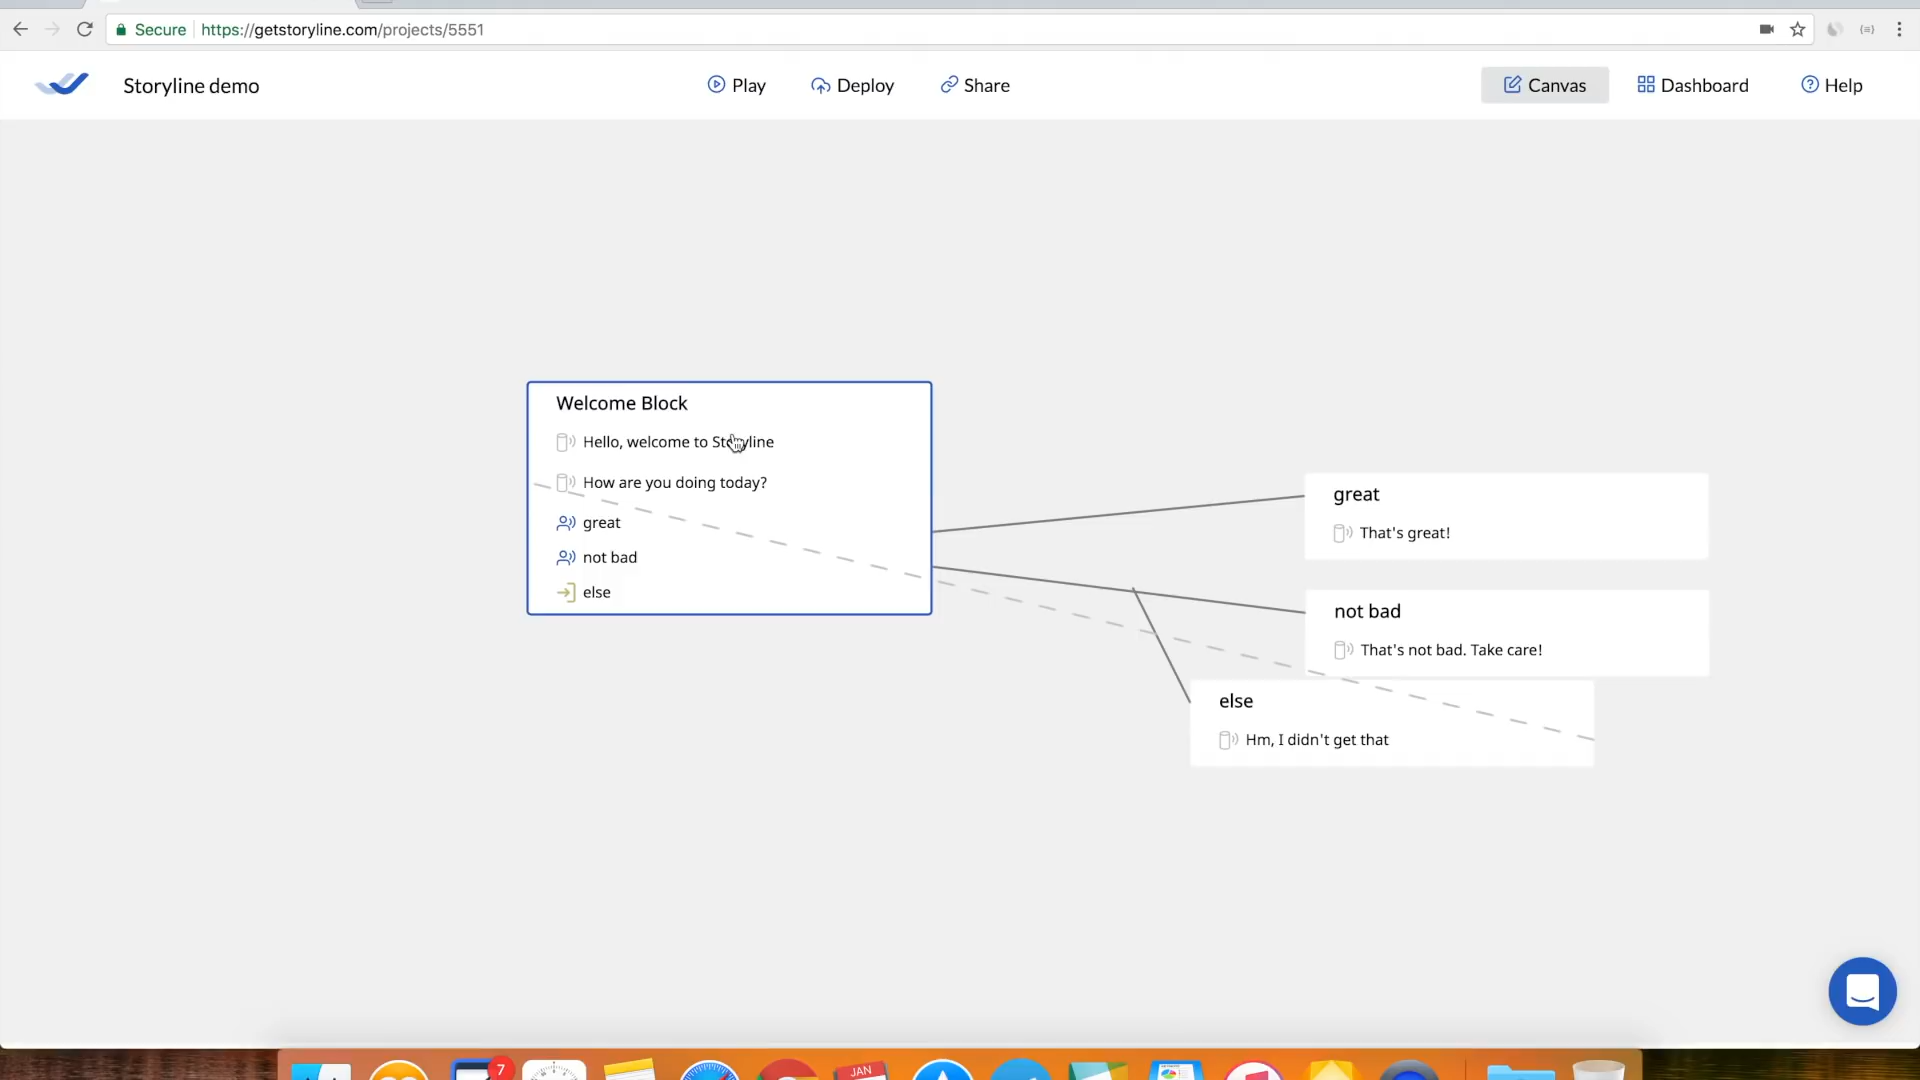 Secure https://getstoryline.com/projects/5551
Storyline demo
Play
Deploy
Share
Canvas
Dashboard
Help
Welcome Block
Hello, welcome to Storyline
How are you doing today?
great
not bad
else
great
That's great!
not bad
That's not bad. Take care!
else
Hm, I didn't get that
7
JAN